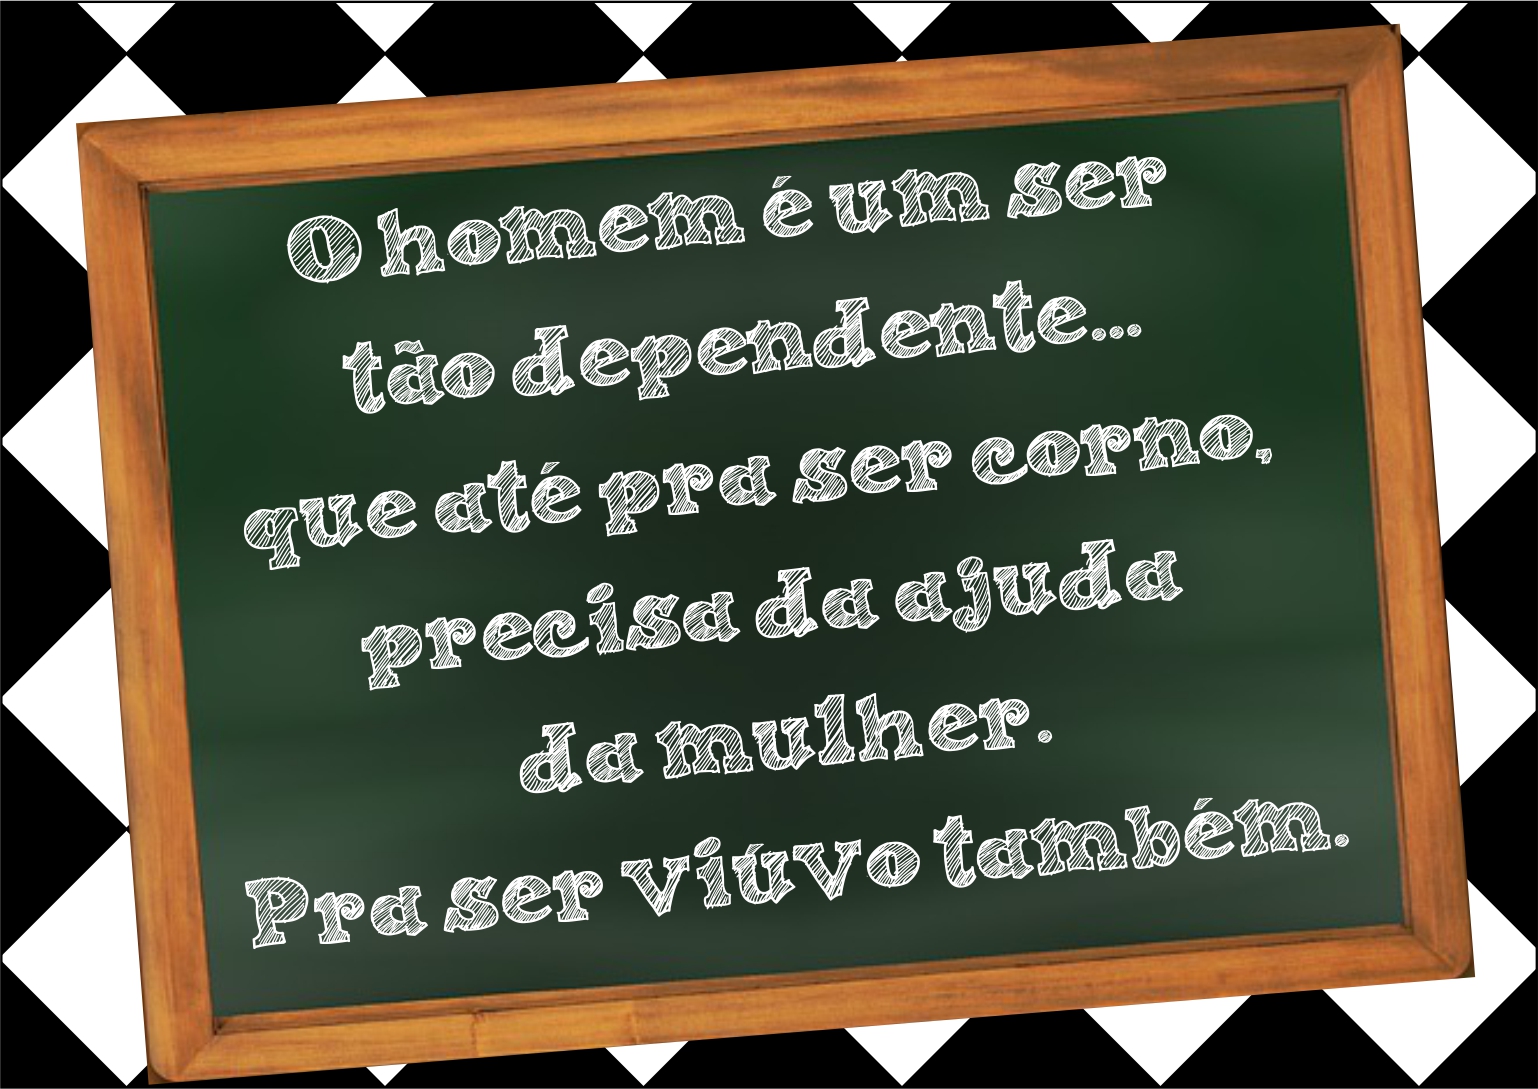 O homem é um ser
tão dependente...
que até pra ser corno,
precisa da ajuda
da mulher.
Pra ser viúvo também.